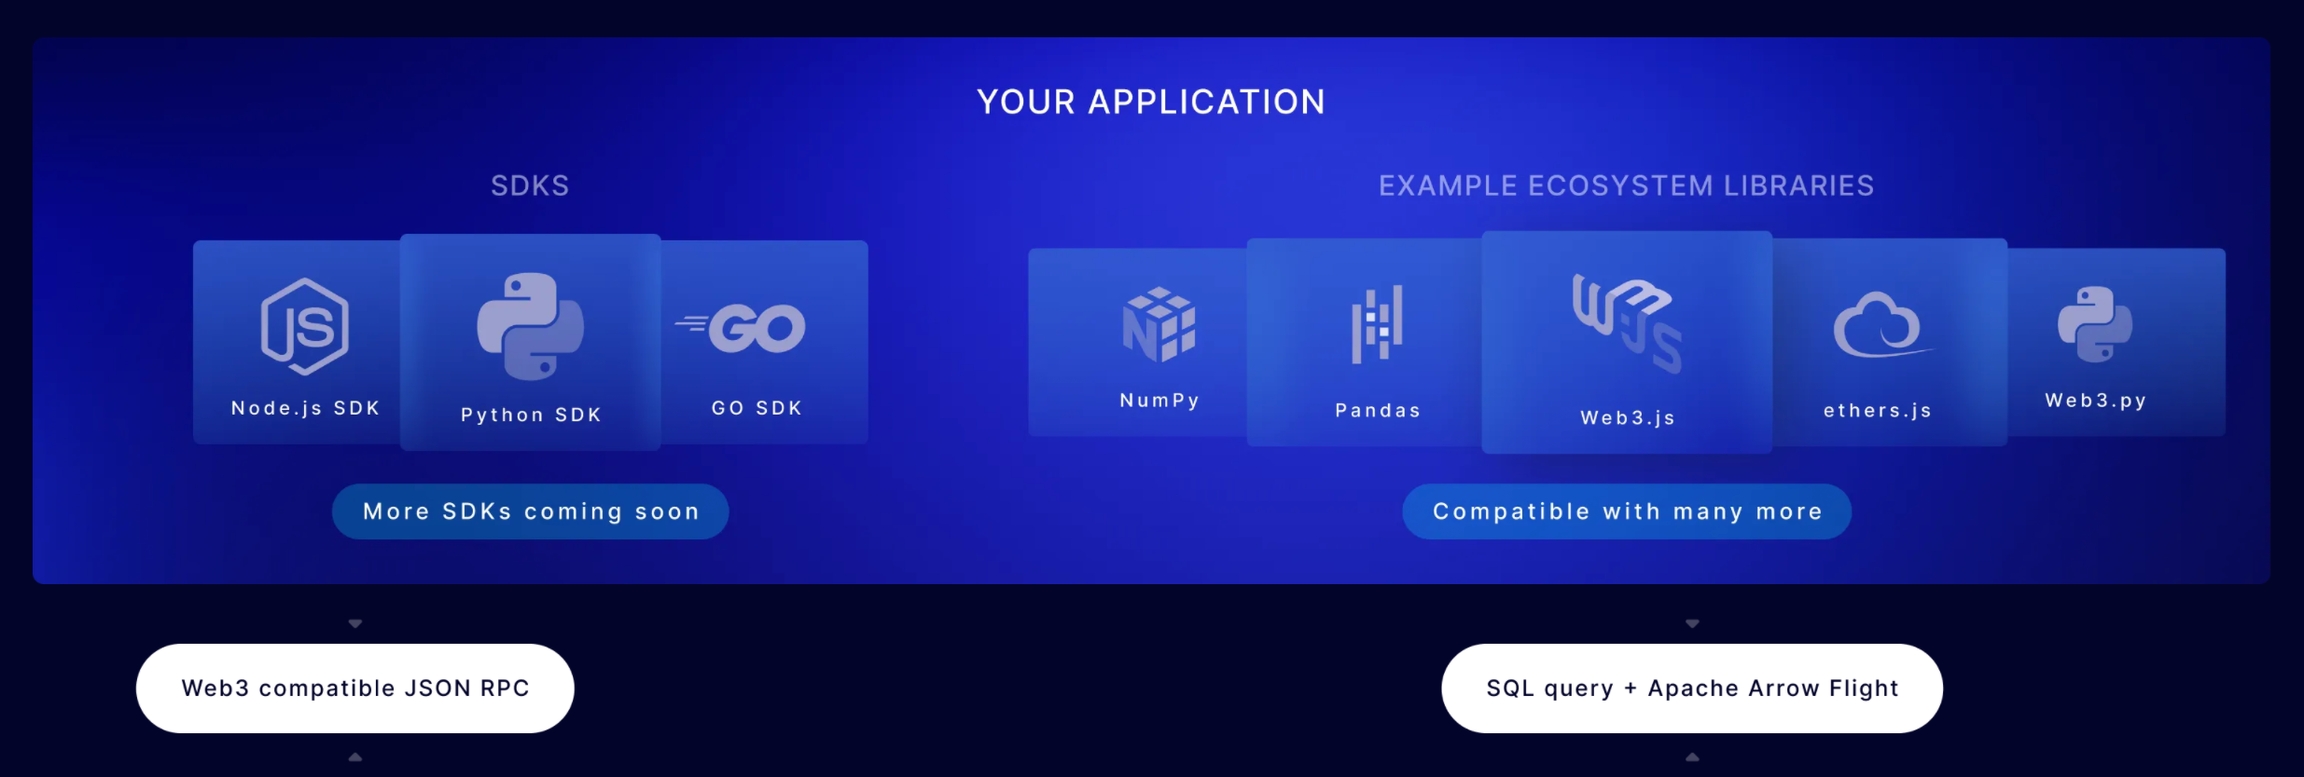 YOUR APPLICATION
SDKS
JS
GO
Node.js SDK
Python SDK
GO SDK
More SDKs coming soon
EXAMPLE ECOSYSTEM LIBRARIES
N
W3
JS
NumPy
Pandas
Web3.js
ethers.js
Web3.py
Compatible with many more
Web3 compatible JSON RPC
SQL query + Apache Arrow Flight